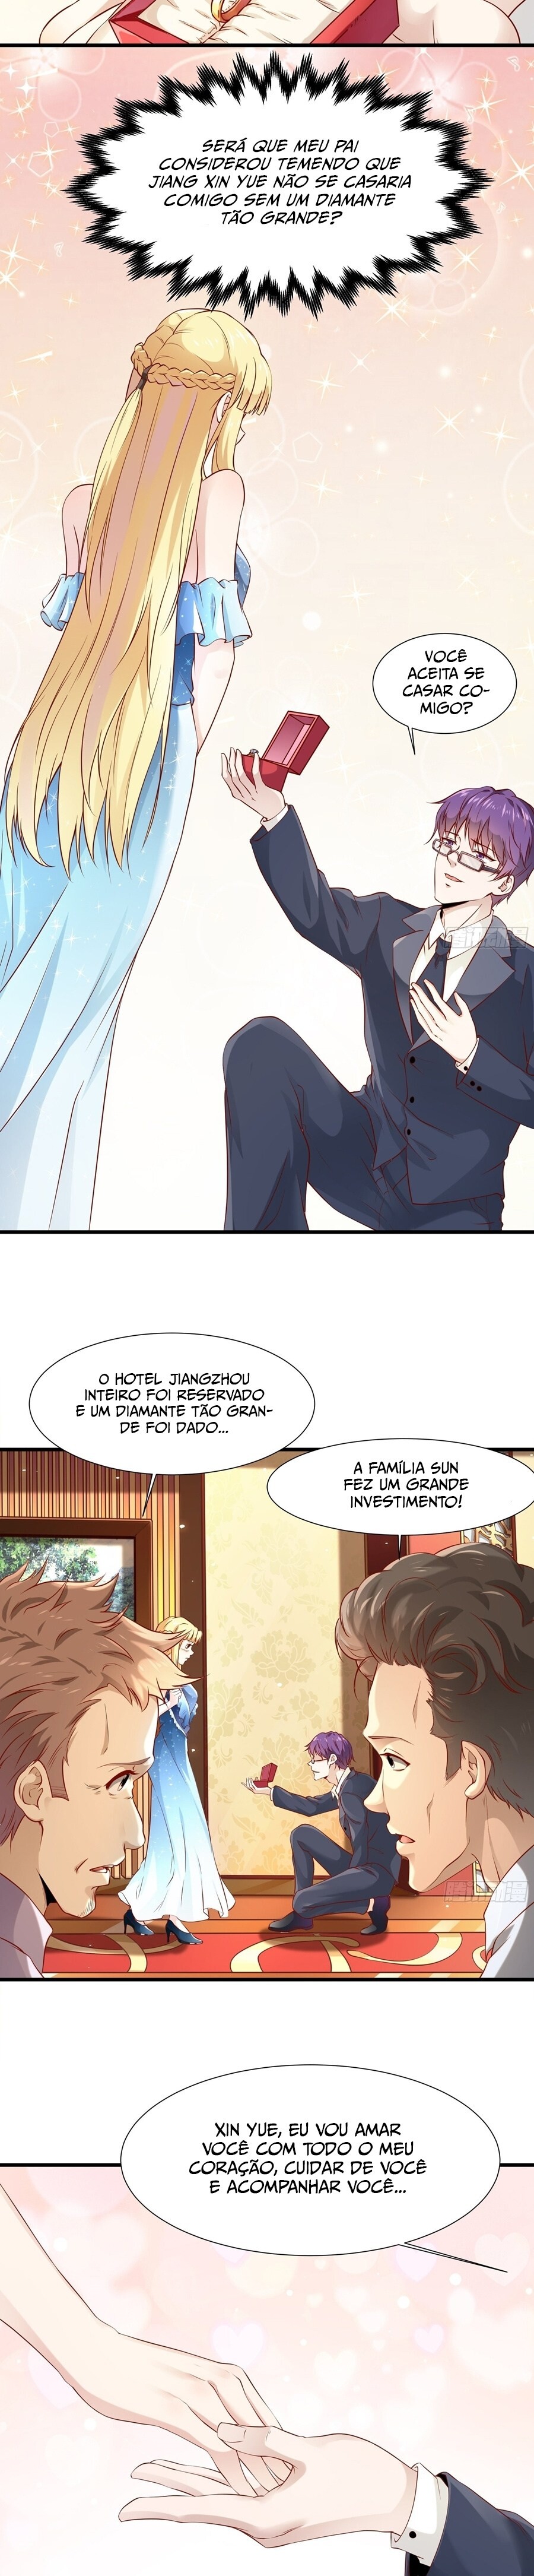 SERÁ QUE MEU PAI
CONSIDEROU TEMENDO QUE
JIANG XIN YUE NÃO SE CASARIA
COMIGO SEM UM DIAMANTE
TÃO GRANDE?
VOCÊ
ACEITA SE
CASAR CO-
MIGO?
O HOTEL JIANGZHOU
INTEIRO FOI RESERVADO
E UM DIAMANTE TÃO GRAN-
DE FOI DADO...
A FAMÍLIA SUN
FEZ UM GRANDE
INVESTIMENTO!
XIN YUE, EU VOU AMAR
VOCÊ COM TODO O MEU
CORAÇÃO, CUIDAR DE VOCÊ
E ACOMPANHAR VOCÊ...